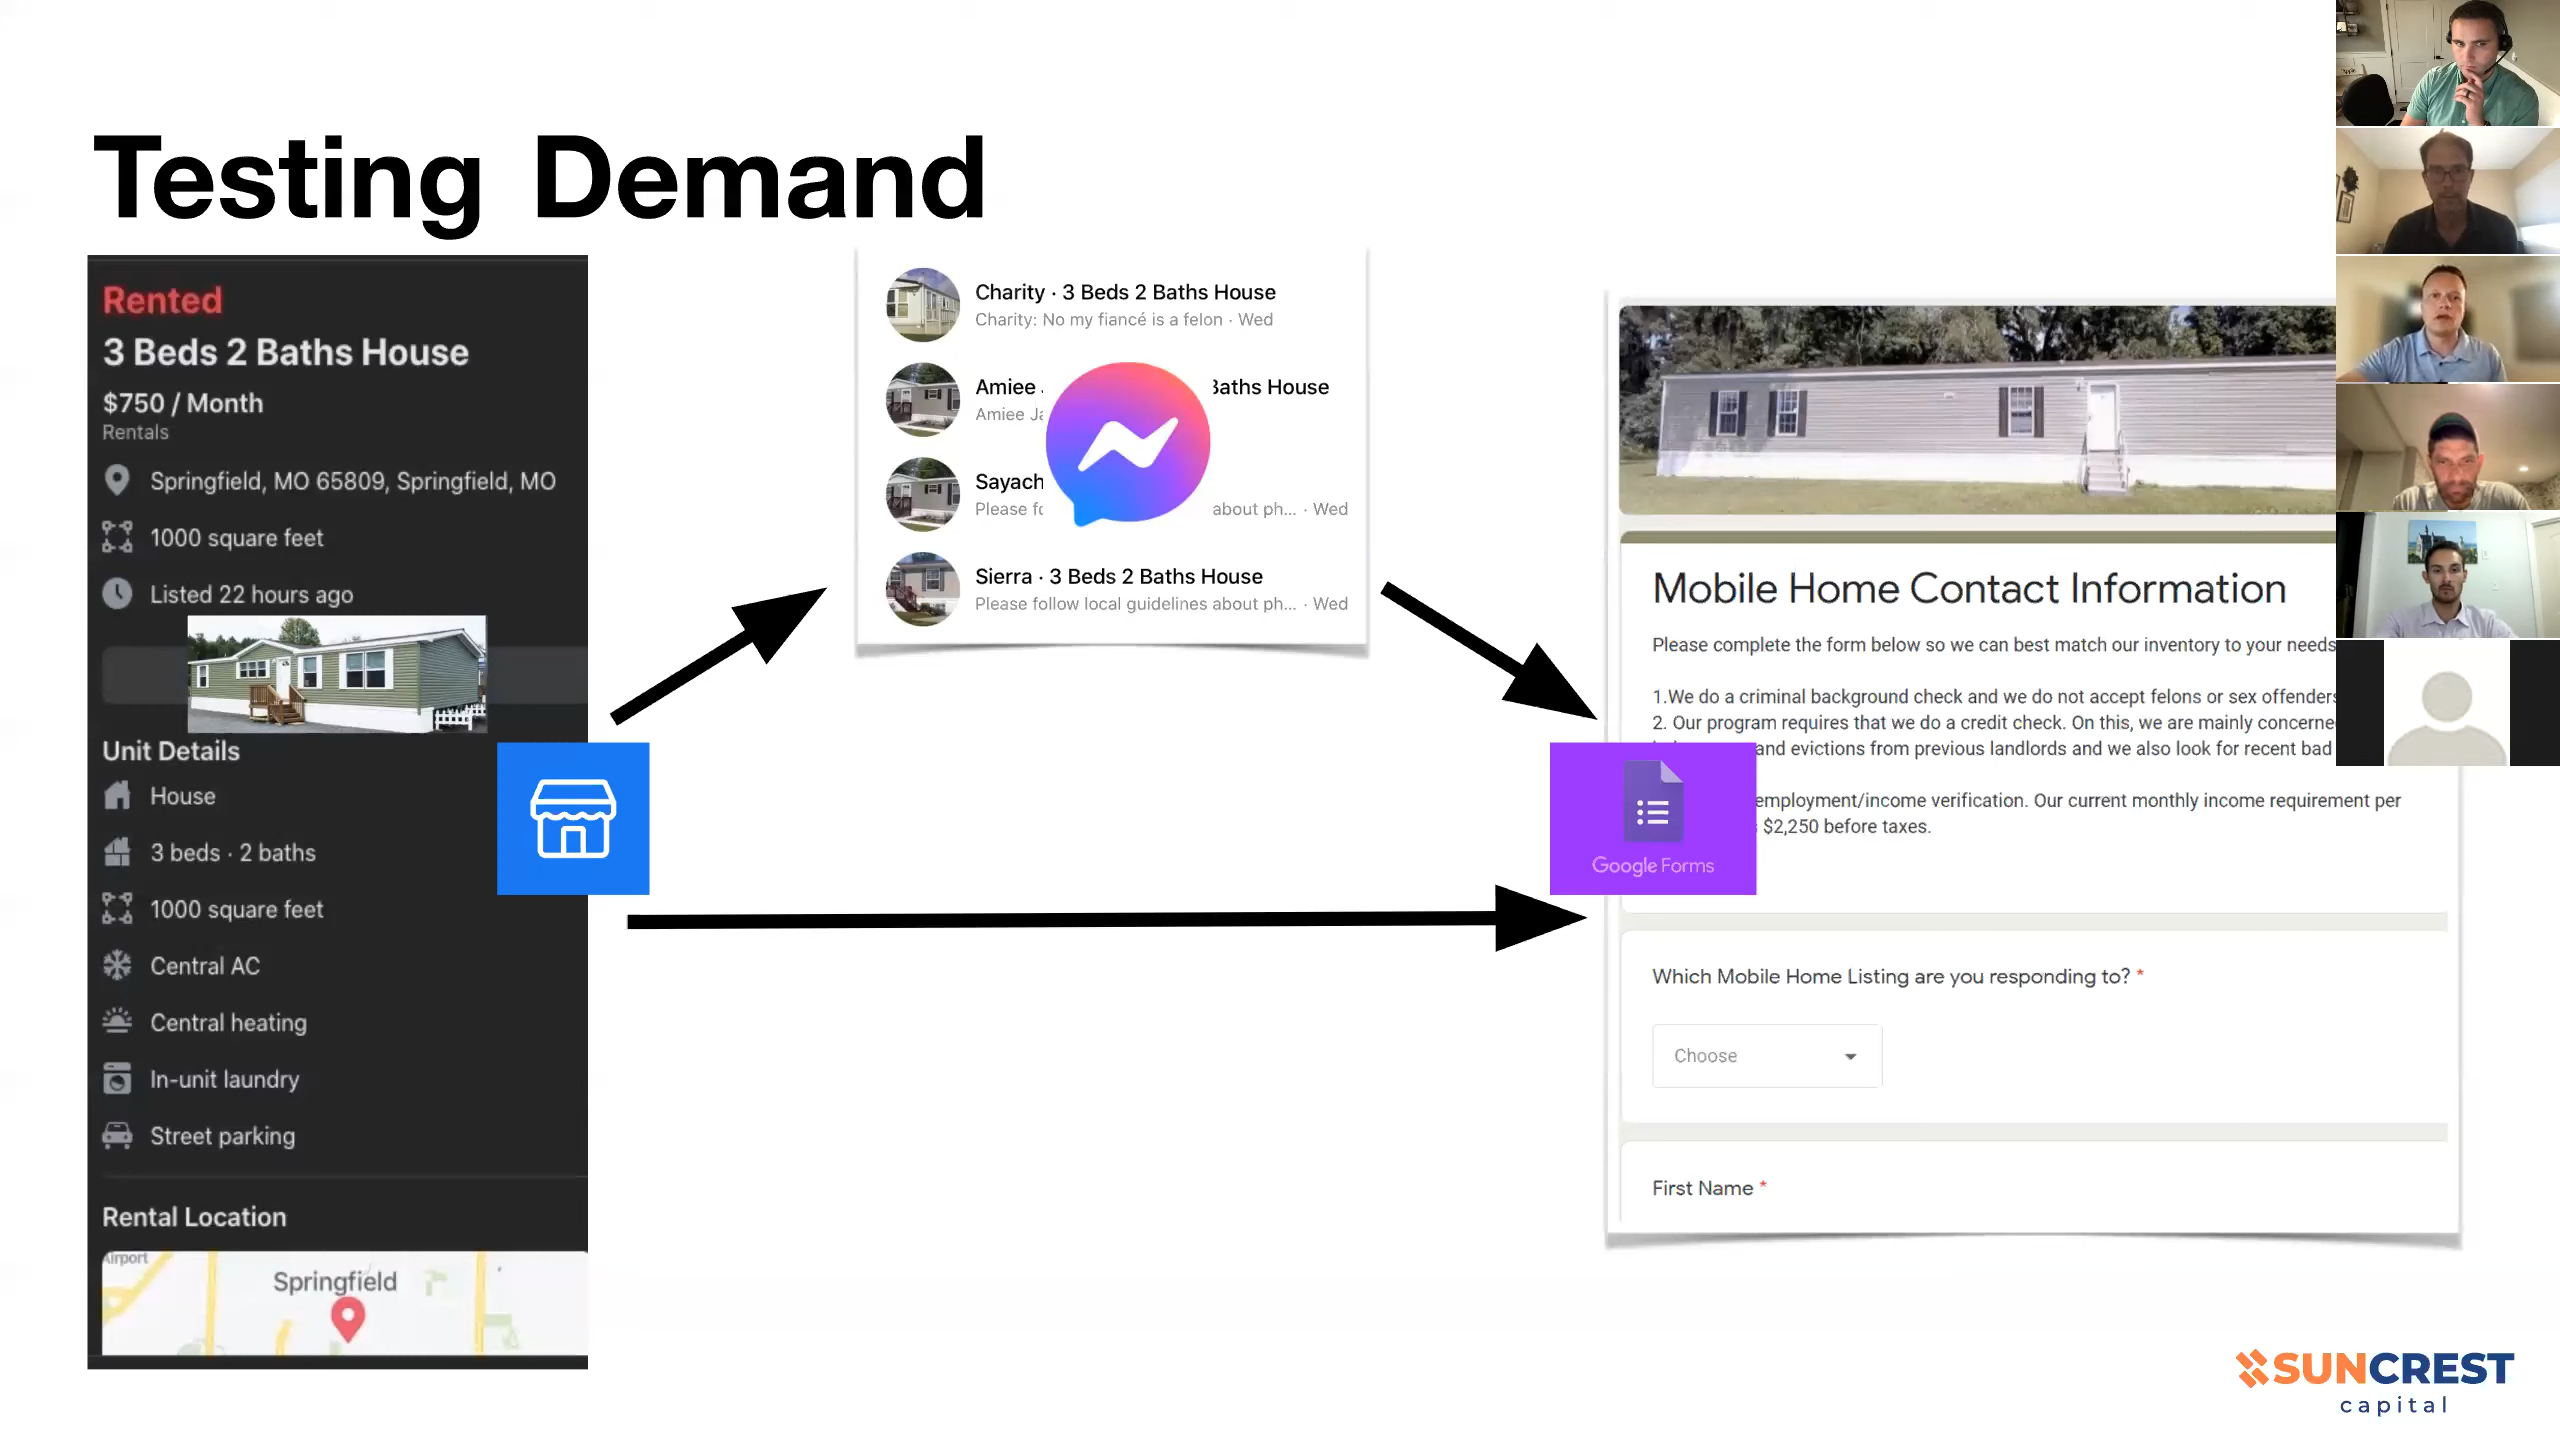 Testing Demand
Rented
3 Beds 2 Baths House
$750 / Month
Rentals
Springfield, MO 65809, Springfield, MO
1000 square feet
Listed 22 hours ago
Unit Details
House
3 beds · 2 baths
1000 square feet
Central AC
Central heating
In-unit laundry
Street parking
Rental Location
Airport
Springfield
Charity · 3 Beds 2 Baths House
Charity: No my fiancé is a felon · Wed
Amiee Baths House
Amiee
Sayach
Please about ph... · Wed
Sierra · 3 Beds 2 Baths House
Please follow local guidelines about ph... · Wed
Mobile Home Contact Information
Please complete the form below so we can best match our inventory to your needs
1.We do a criminal background check and we do not accept felons or sex offenders
2. Our program requires that we do a credit check. On this, we are mainly concerne
and evictions from previous landlords and we also look for recent bad
employment/income verification. Our current monthly income requirement per
$2,250 before taxes.
Google Forms
Which Mobile Home Listing are you responding to? *
Choose
First Name *
SUNCREST
capital